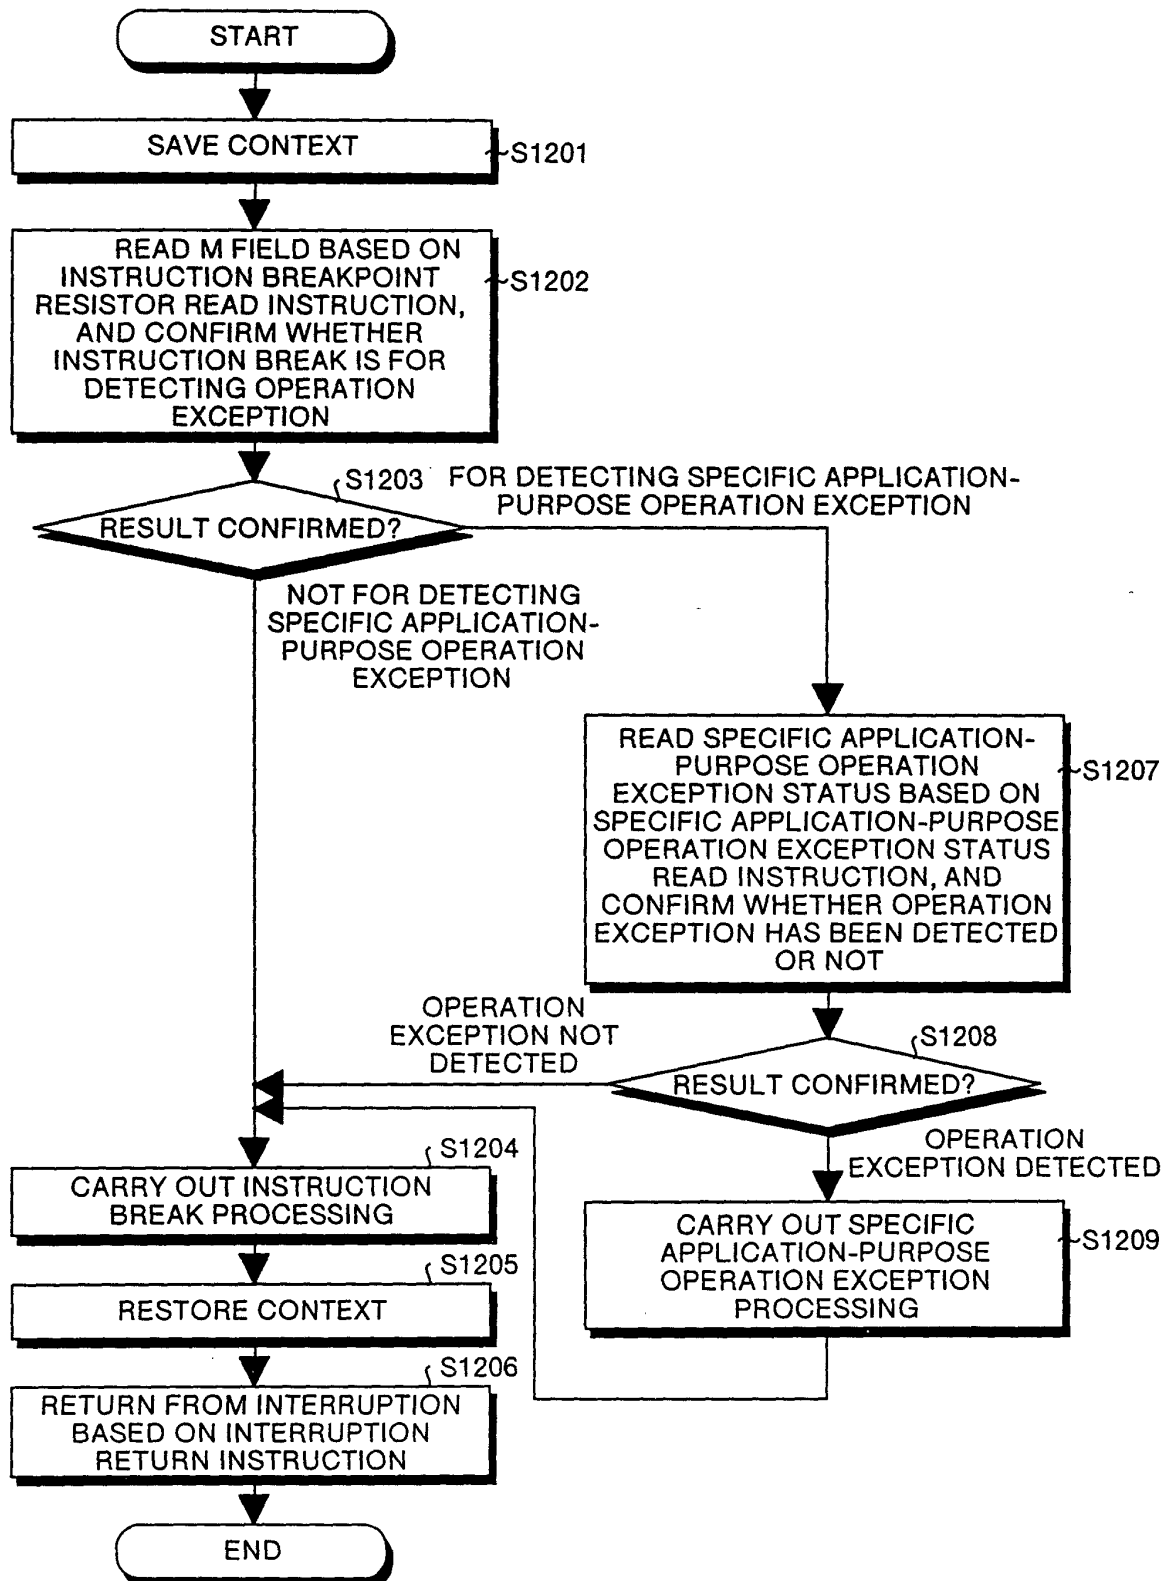 START
SAVE CONTEXT
S1201
READ M FIELD BASED ON
INSTRUCTION BREAKPOINT
RESISTOR READ INSTRUCTION,
AND CONFIRM WHETHER
INSTRUCTION BREAK IS FOR
DETECTING OPERATION
EXCEPTION
S1202
S1203
RESULT CONFIRMED?
FOR DETECTING SPECIFIC APPLICATION-
PURPOSE OPERATION EXCEPTION
NOT FOR DETECTING
SPECIFIC APPLICATION-
PURPOSE OPERATION
EXCEPTION
READ SPECIFIC APPLICATION-
PURPOSE OPERATION
EXCEPTION STATUS BASED ON
SPECIFIC APPLICATION-PURPOSE
OPERATION EXCEPTION STATUS
READ INSTRUCTION, AND
CONFIRM WHETHER OPERATION
EXCEPTION HAS BEEN DETECTED
OR NOT
S1207
OPERATION
EXCEPTION NOT
DETECTED
S1208
RESULT CONFIRMED?
OPERATION
EXCEPTION DETECTED
S1204
CARRY OUT INSTRUCTION
BREAK PROCESSING
CARRY OUT SPECIFIC
APPLICATION-PURPOSE
OPERATION EXCEPTION
PROCESSING
S1209
S1205
RESTORE CONTEXT
S1206
RETURN FROM INTERRUPTION
BASED ON INTERRUPTION
RETURN INSTRUCTION
END